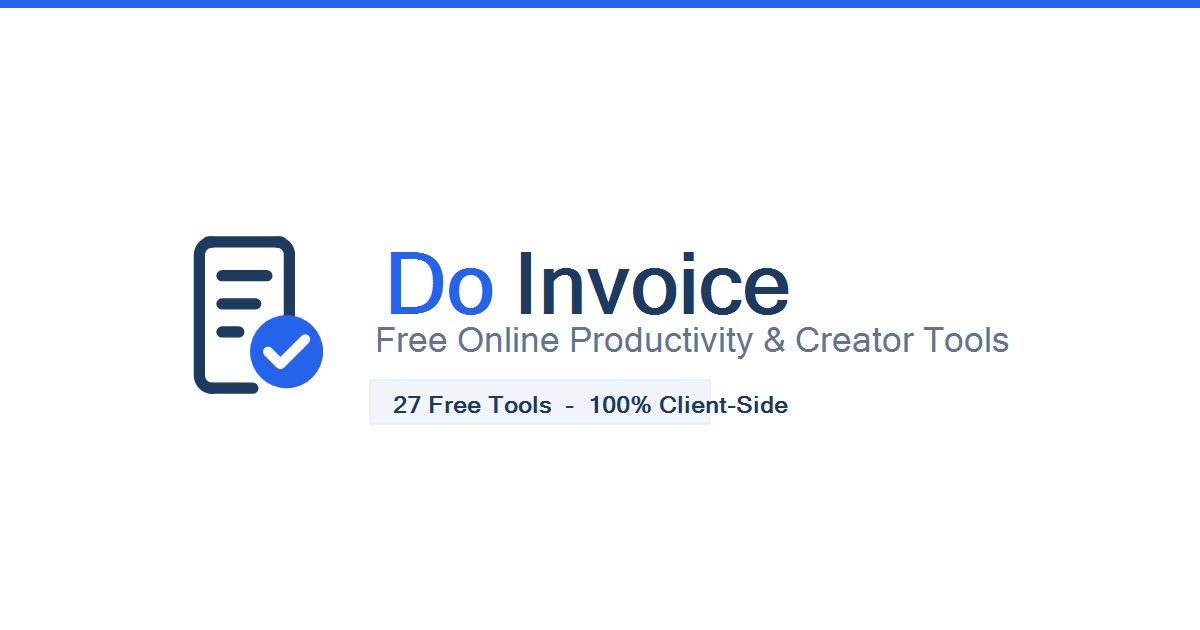 Do Invoice
Free Online Productivity & Creator Tools
27 Free Tools - 100% Client-Side